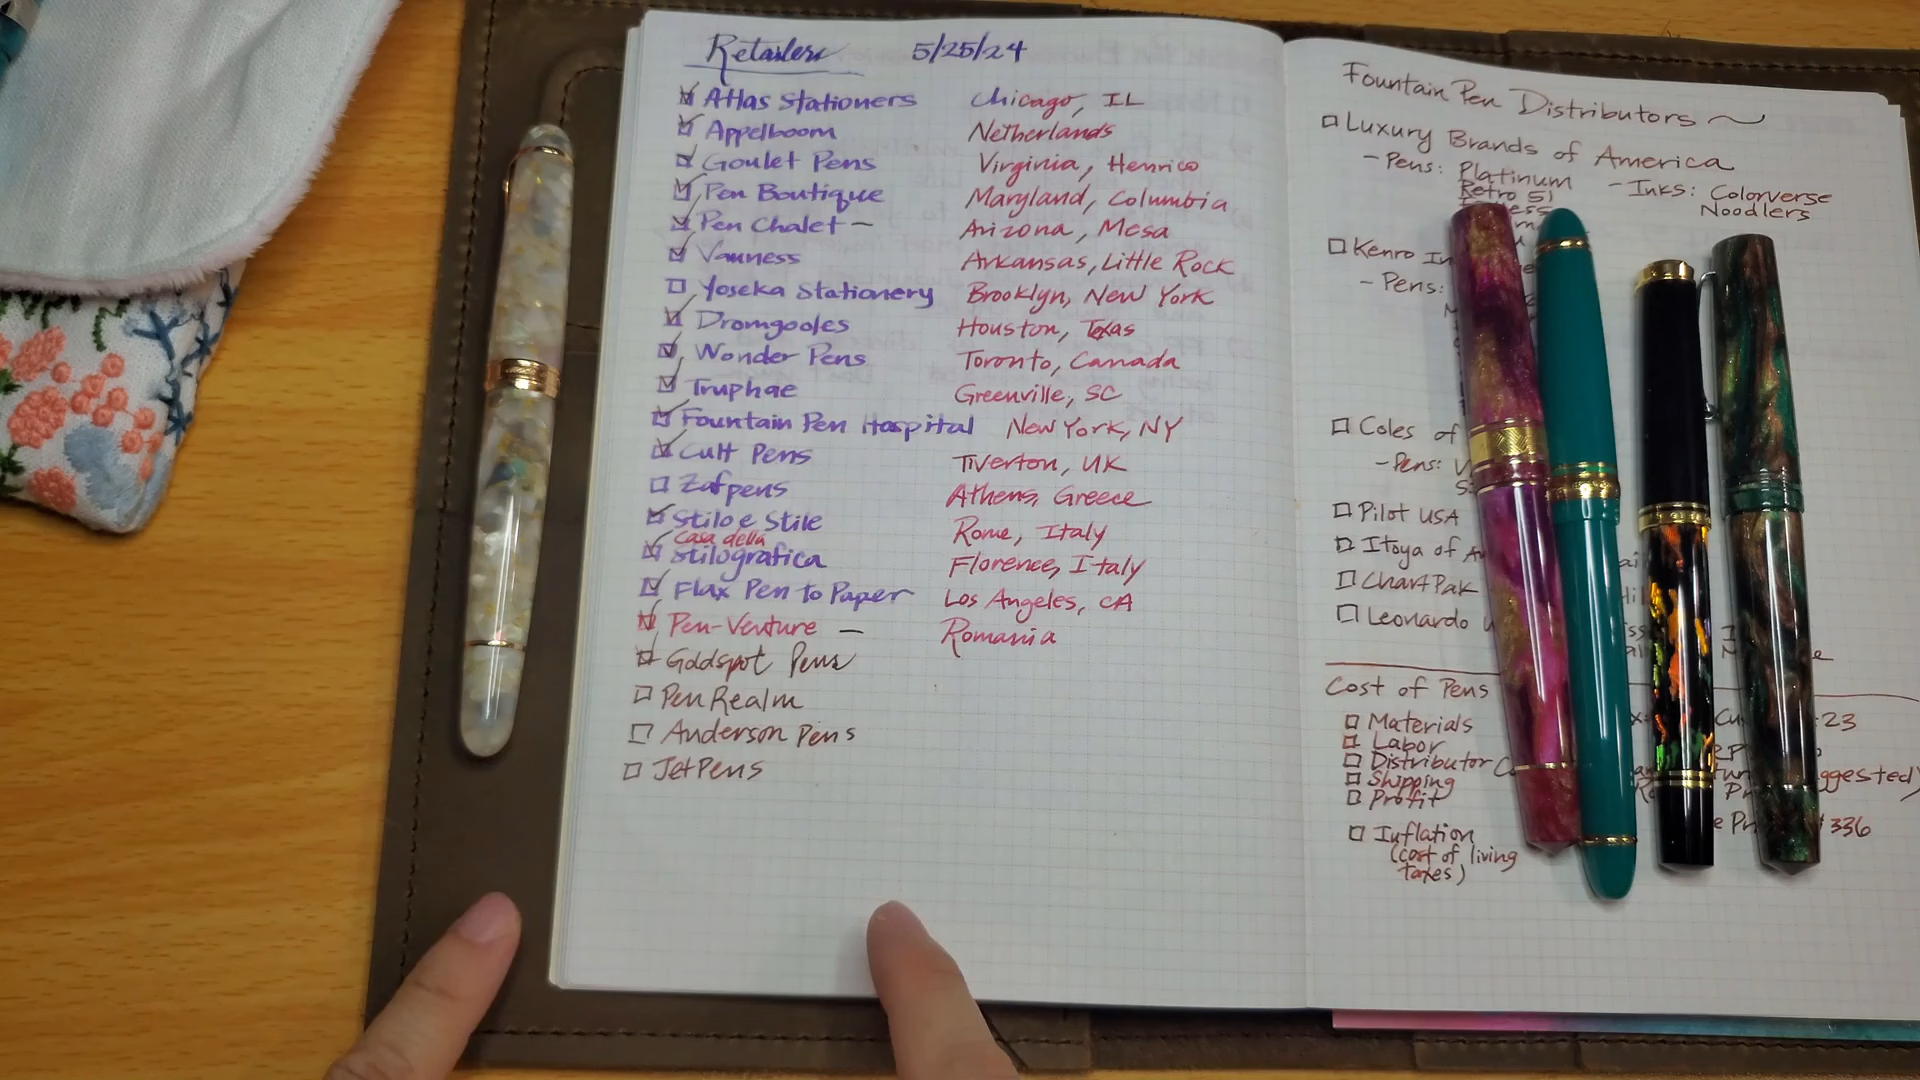 Retailers 5/25/24
Atlas Stationers Chicago, IL
Appelboom Netherlands
Goulet Pens Virginia, Henrico
Pen Boutique Maryland, Columbia
Pen Chalet — Arizona, Mesa
Vanness Arkansas, Little Rock
Yoseka Stationery Brooklyn, New York
Dromgooles Houston, Texas
Wonder Pens Toronto, Canada
Truphae Greenville, SC
Fountain Pen Hospital New York, NY
Cult Pens Tiverton, UK
Zafpens Athens, Greece
Stilo e Stile Rome, Italy
Casa della
Stilografica Florence, Italy
Flax Pen to Paper Los Angeles, CA
Pen-Venture — Romania
Goldspot Pens
Pen Realm
Anderson Pens
JetPens
Fountain Pen Distributors
Luxury Brands of America
- Pens: Platinum - Inks: Colorverse
Retro 51 Noodlers
Kenro
- Pens:
Coles of
- Pens:
Pilot USA
Itoya of
ChartPak
Leonardo
Cost of Pens
Materials 23
Labor
Distributor
Shipping
Profit
336
Inflation
(cost of living
taxes)